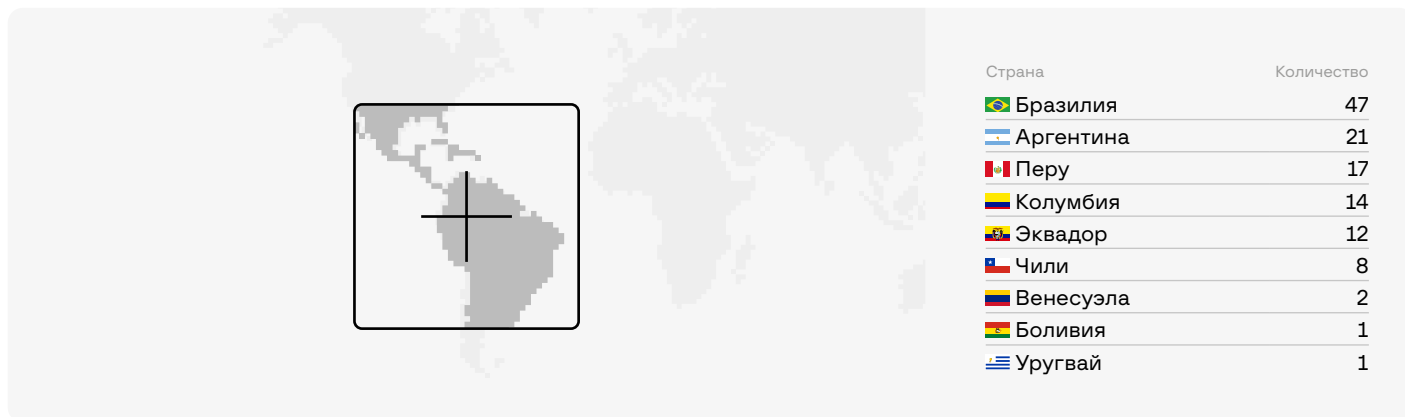 Страна Количество
Бразилия 47
Аргентина 21
Перу 17
Колумбия 14
Эквадор 12
Чили 8
Венесуэла 2
Боливия 1
Уругвай 1